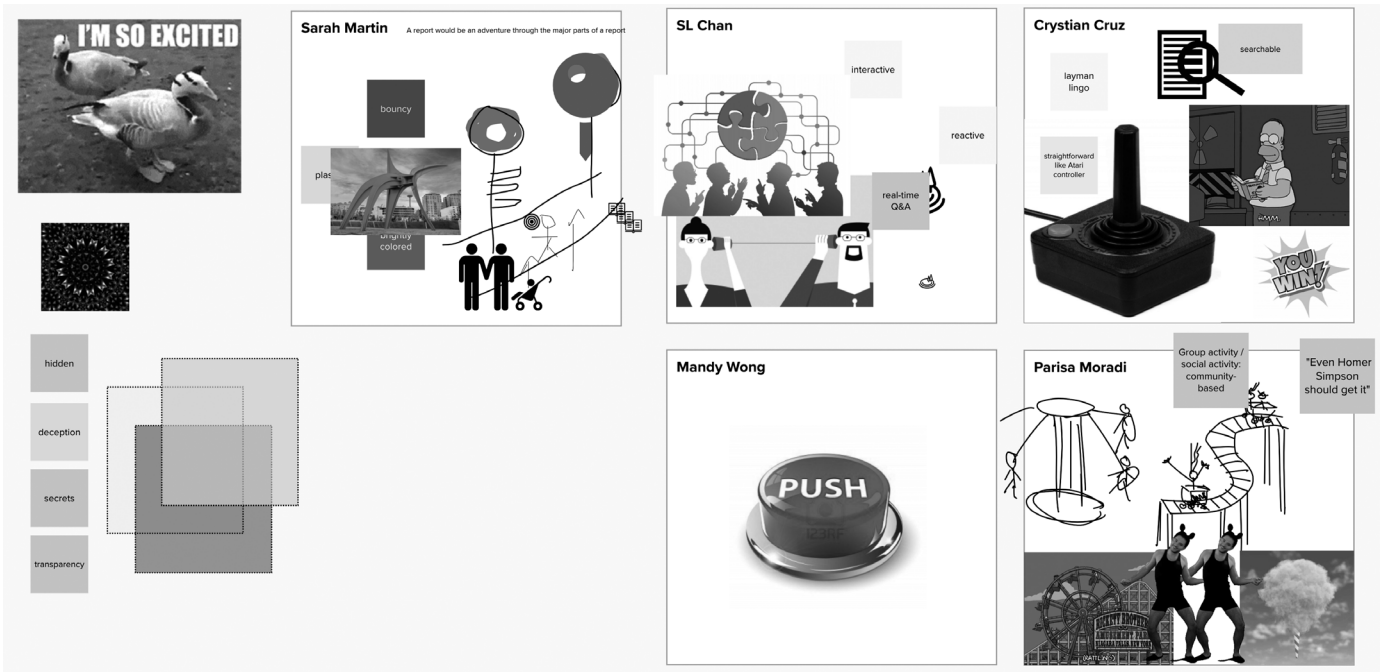 I'M SO EXCITED
Sarah Martin
A report would be an adventure through the major parts of a report
bouncy
brightly
colored
SL Chan
interactive
reactive
real-time
Q&A
Crystian Cruz
searchable
layman
lingo
straightforward
like Atari
controller
YOU
WIN!
hidden
deception
secrets
transparency
Mandy Wong
PUSH
123RF
Parisa Moradi
Group activity /
social activity:
community-
based
"Even Homer
Simpson
should get it"